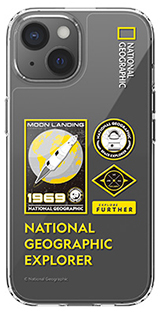 NATIONAL
GEOGRAPHIC
MOON LANDING
1969
NATIONAL GEOGRAPHIC
EXPLORE
FURTHER
NATIONAL
GEOGRAPHIC
EXPLORER
© National Geographic